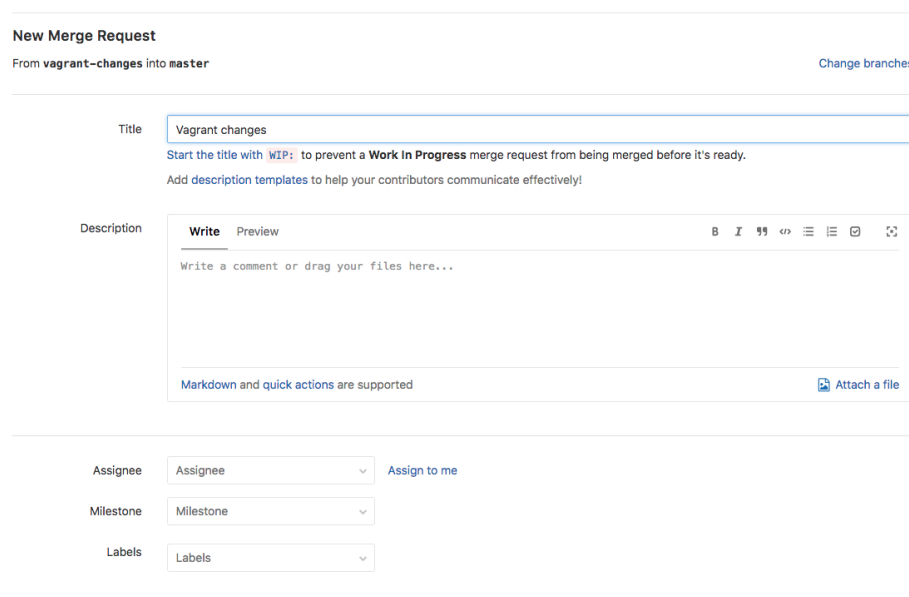 New Merge Request
From vagrant-changes into master
Change branches
Title
Vagrant changes
Start the title with WIP: to prevent a Work In Progress merge request from being merged before it's ready.
Add description templates to help your contributors communicate effectively!
Description
Write Preview
B I
Write a comment or drag your files here...
Markdown and quick actions are supported
Attach a file
Assignee
Assignee
Assign to me
Milestone
Milestone
Labels
Labels